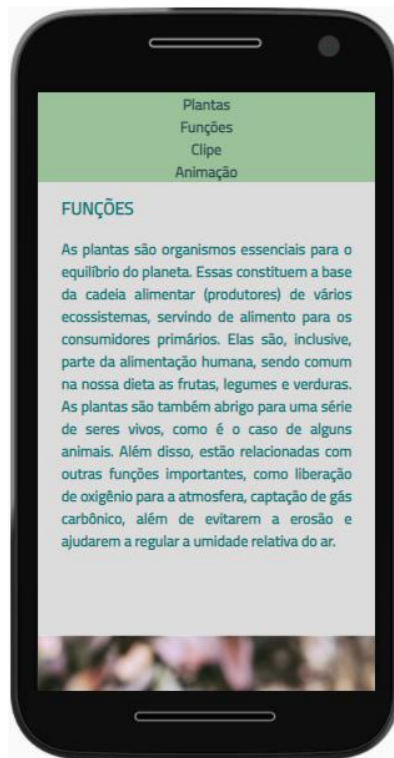 Plantas
Funções
Clipe
Animação
FUNÇÕES
As plantas são organismos essenciais para o
equilíbrio do planeta. Essas constituem a base
da cadeia alimentar (produtores) de vários
ecossistemas, servindo de alimento para os
consumidores primários. Elas são, inclusive,
parte da alimentação humana, sendo comum
na nossa dieta as frutas, legumes e verduras.
As plantas são também abrigo para uma série
de seres vivos, como é o caso de alguns
animais. Além disso, estão relacionadas com
outras funções importantes, como liberação
de oxigênio para a atmosfera, captação de gás
carbônico, além de evitarem a erosão e
ajudarem a regular a umidade relativa do ar.